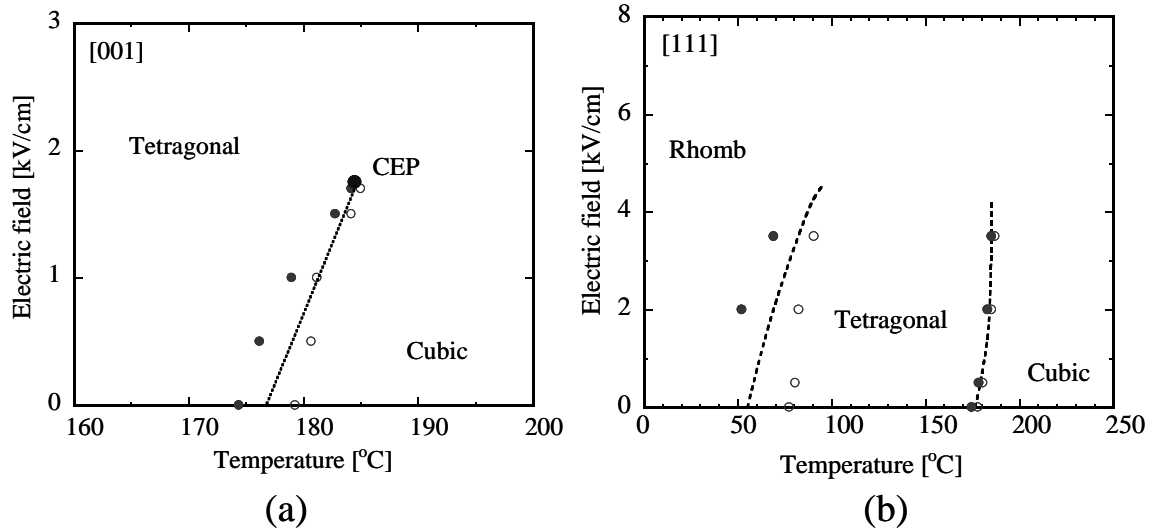 3
2
1
0
Electric field [kV/cm]
[001]
Tetragonal
CEP
Cubic
160
170
180
190
200
Temperature [°C]
(a)
8
6
4
2
0
Electric field [kV/cm]
[111]
Rhomb
Tetragonal
Cubic
0
50
100
150
200
250
Temperature [°C]
(b)